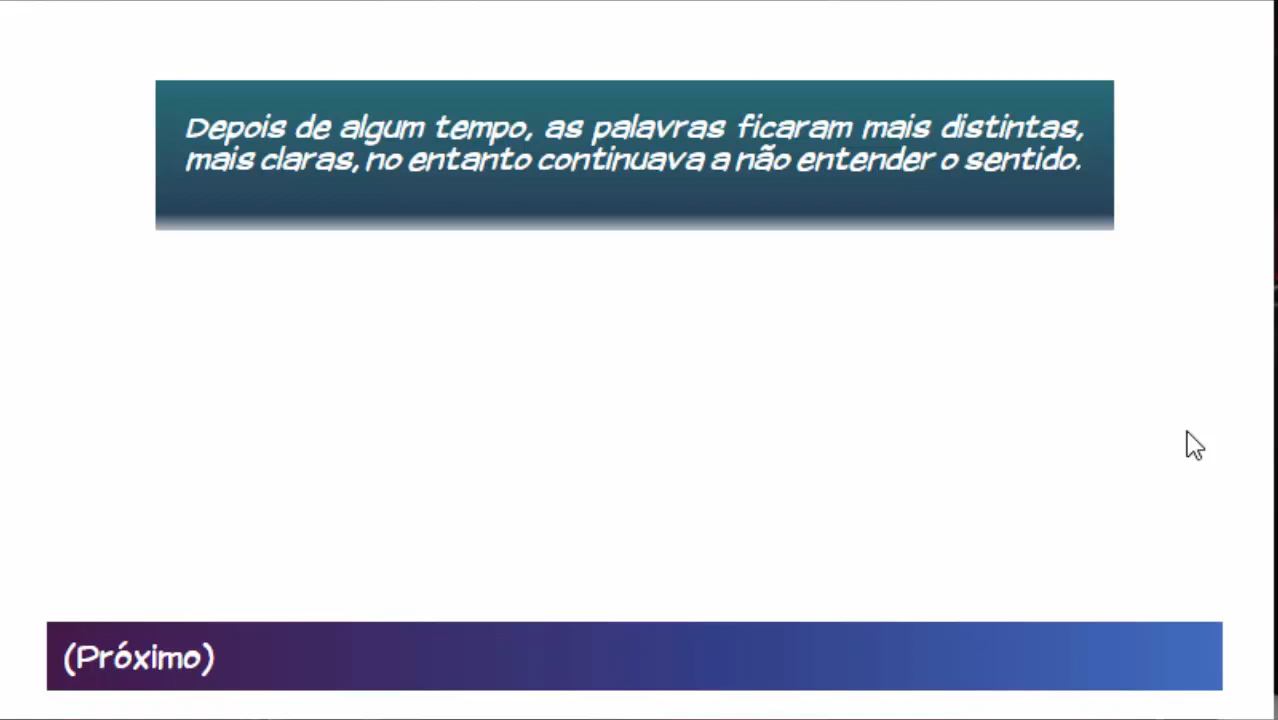 Depois de algum tempo, as palavras ficaram mais distintas,
mais claras, no entanto continuava a não entender o sentido.
(Próximo)